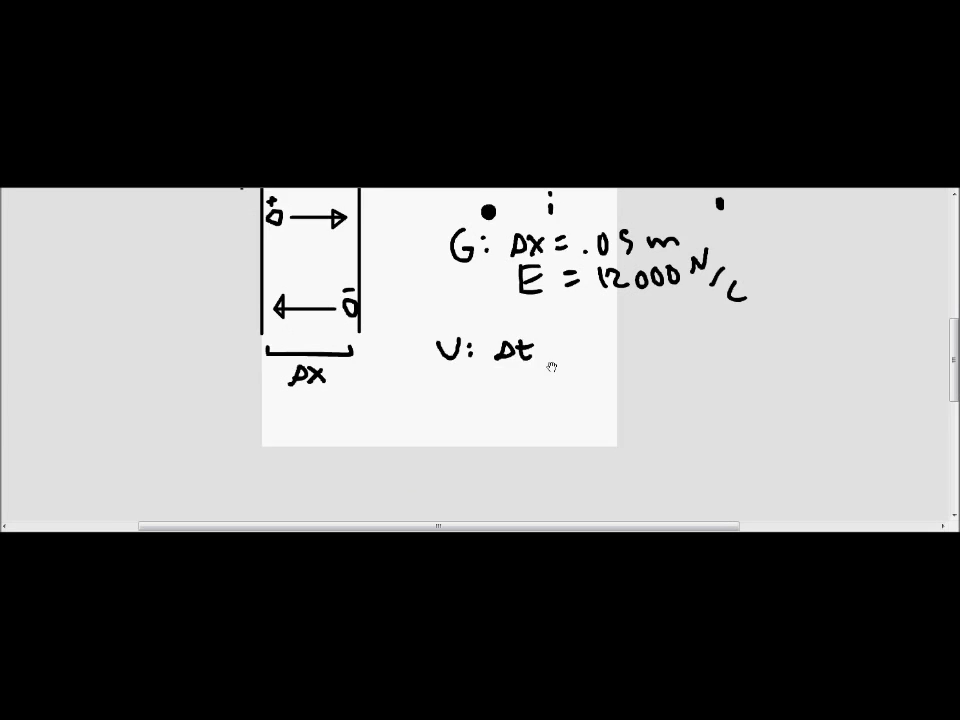 +
G: Δx = .05 m
E = 12000 N/C
-
U: Δt
Δx